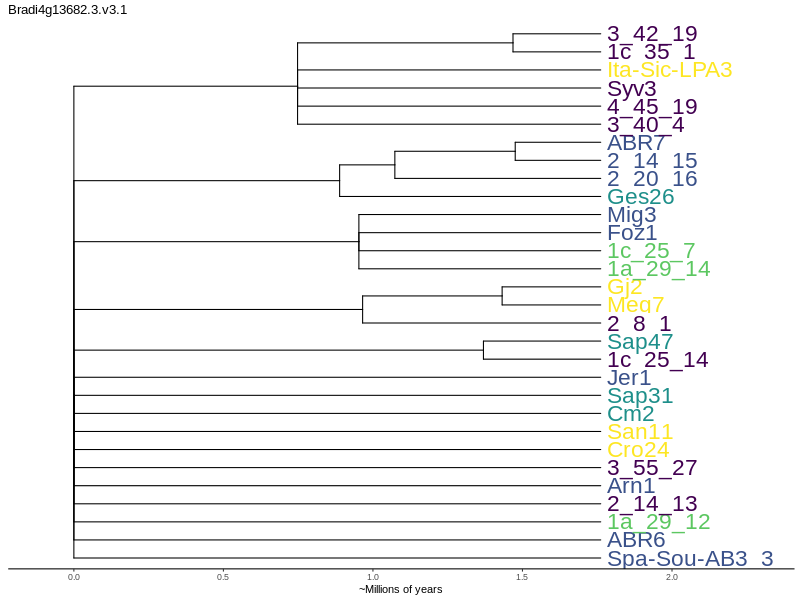 Bradi4g13682.3.v3.1
3_42_19
1c_35_1
Ita-Sic-LPA3
Syv3
4_45_19
3_40_4
ABR7
2_14_15
2_20_16
Ges26
Mig3
Foz1
1c_25_7
1a_29_14
Gj2
Meg7
2_8_1
Sap47
1c_25_14
Jer1
Sap31
Cm2
San11
Cro24
3_55_27
Arn1
2_14_13
1a_29_12
ABR6
Spa-Sou-AB3_3
0.0 0.5 1.0 1.5 2.0
~Millions of years